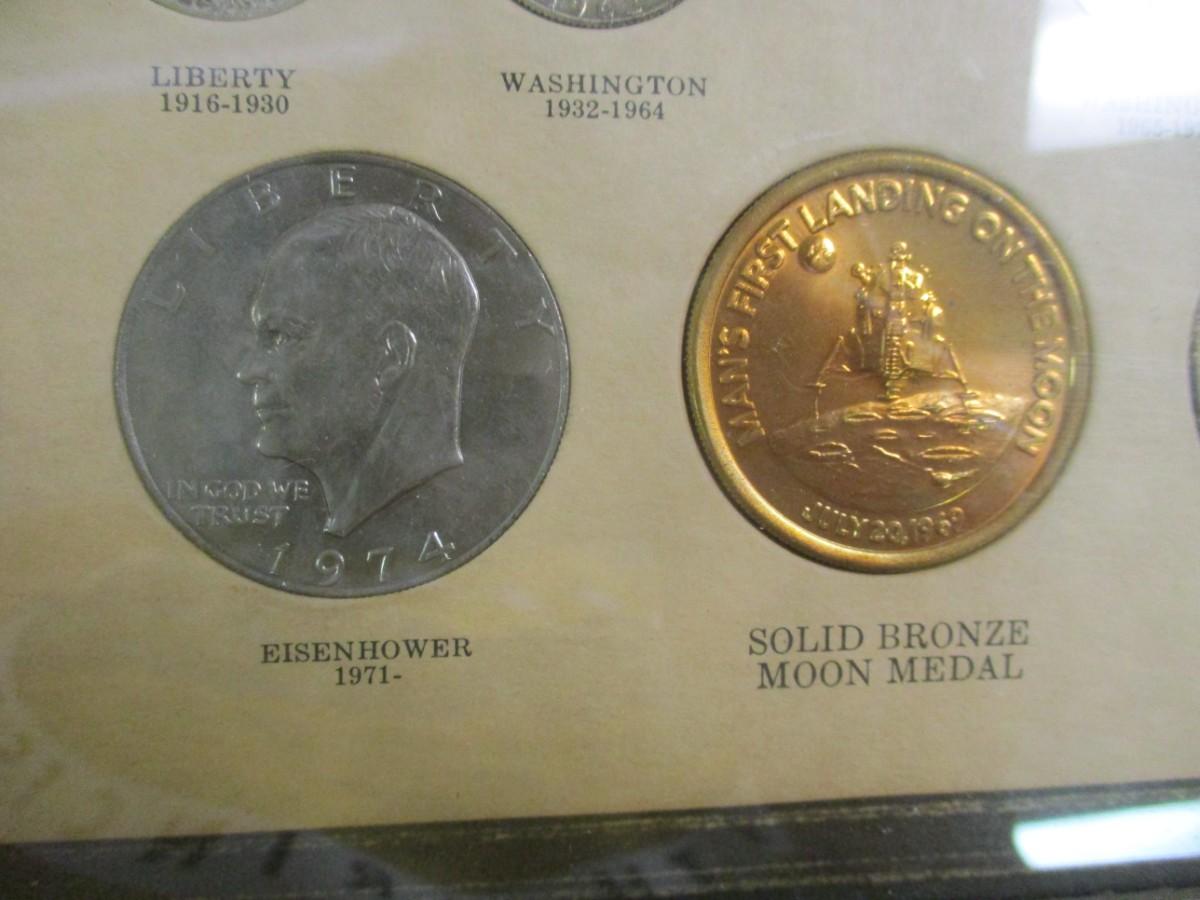 LIBERTY
1916-1930
WASHINGTON
1932-1964
LIBERTY
IN GOD WE
TRUST
1974
EISENHOWER
1971-
MAN'S FIRST LANDING ON THE MOON
JULY 20, 1969
SOLID BRONZE
MOON MEDAL